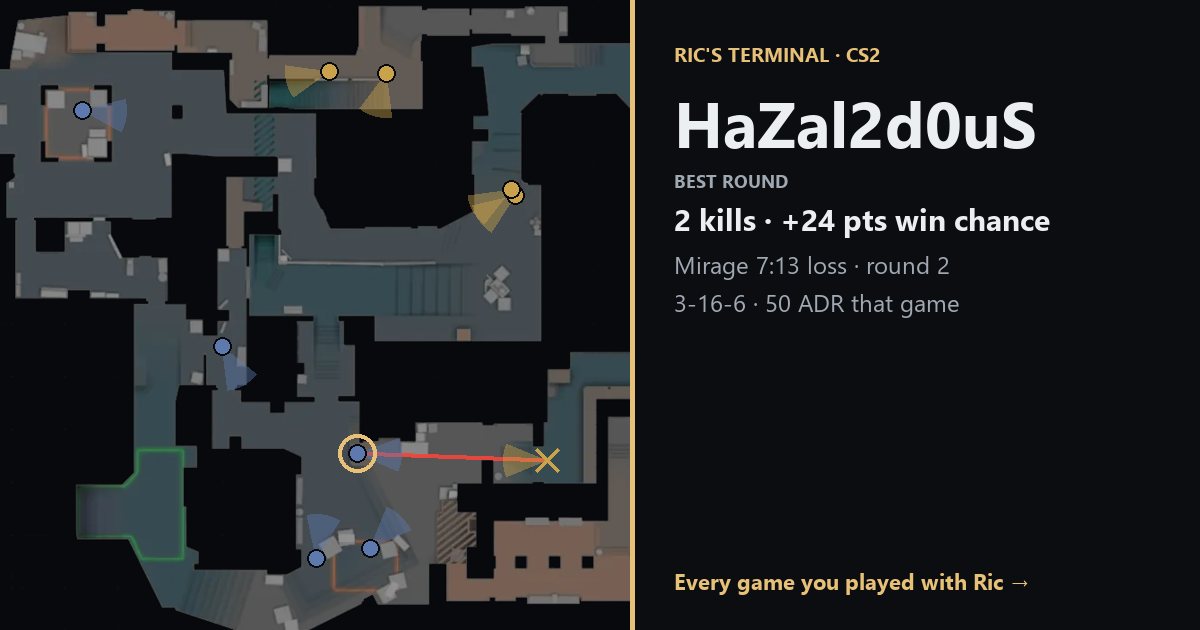 RIC'S TERMINAL · CS2
HaZal2d0uS
BEST ROUND
2 kills · +24 pts win chance
Mirage 7:13 loss · round 2
3-16-6 · 50 ADR that game
Every game you played with Ric →